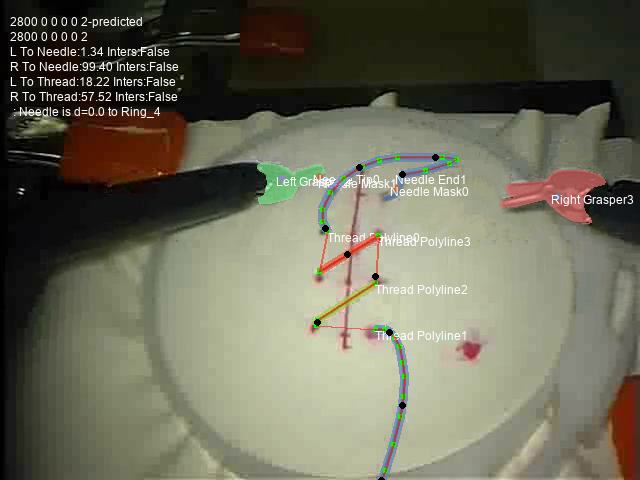 2800 0 0 0 0 2-predicted
2800 0 0 0 0 2
L To Needle:1.34 Inters:False
R To Needle:99.40 Inters:False
L To Thread:18.22 Inters:False
R To Thread:57.52 Inters:False
: Needle is d=0.0 to Ring_4
Needle End1
Needle Mask0
Right Grasper3
Thread Polyline0
Thread Polyline3
Thread Polyline2
Thread Polyline1